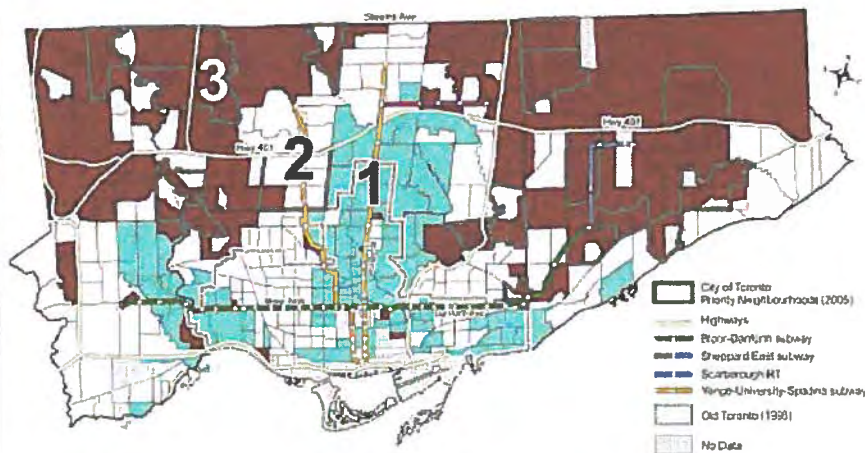 Steeles Ave
3
Hwy 401
Hwy 401
2
1
City of Toronto
Priority Neighbourhoods (2005)
Highways
Bloor-Danforth subway
Sheppard East subway
Scarborough RT
Yonge-University-Spadina subway
Old Toronto (1996)
No Data